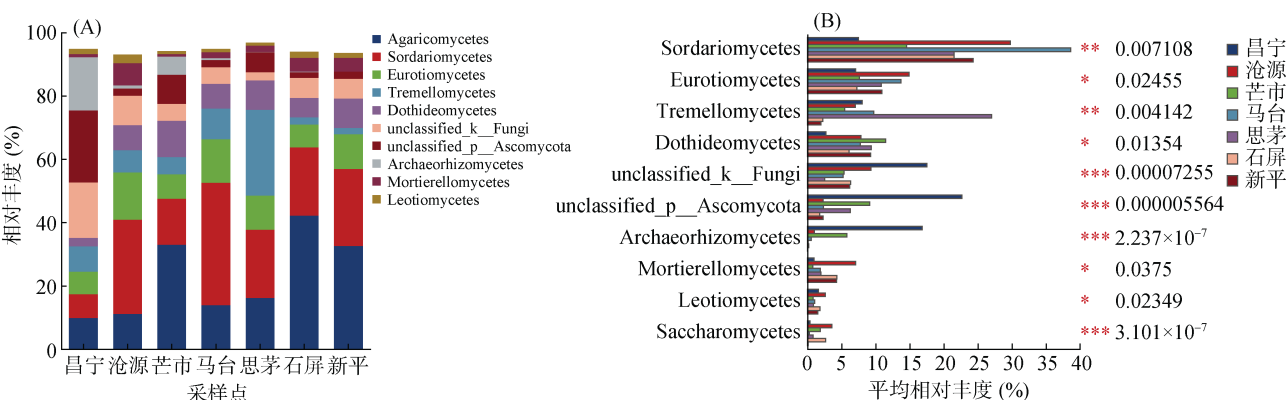 (A)
100
80
60
40
20
0
相对丰度 (%)
昌宁 沧源 芒市 马台 思茅 石屏 新平
采样点
Agaricomycetes
Sordariomycetes
Eurotiomycetes
Tremellomycetes
Dothideomycetes
unclassified_k__Fungi
unclassified_p__Ascomycota
Archaeorhizomycetes
Mortierellomycetes
Leotiomycetes
(B)
Sordariomycetes ** 0.007108
Eurotiomycetes * 0.02455
Tremellomycetes ** 0.004142
Dothideomycetes * 0.01354
unclassified_k__Fungi *** 0.00007255
unclassified_p__Ascomycota *** 0.000005564
Archaeorhizomycetes *** 2.237×10⁻⁷
Mortierellomycetes * 0.0375
Leotiomycetes * 0.02349
Saccharomycetes *** 3.101×10⁻⁷
0 5 10 15 20 25 30 35 40
平均相对丰度 (%)
昌宁
沧源
芒市
马台
思茅
石屏
新平